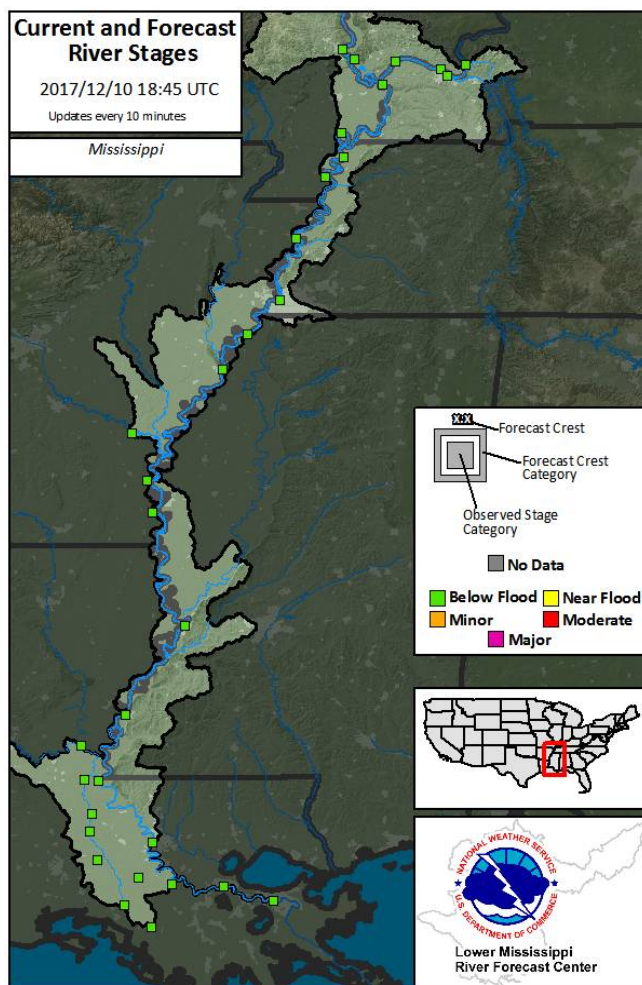 Current and Forecast
River Stages
2017/12/10 18:45 UTC
Updates every 10 minutes
Mississippi
X.X
Forecast Crest
Forecast Crest
Category
Observed Stage
Category
No Data
Below Flood
Near Flood
Minor
Moderate
Major
NATIONAL WEATHER SERVICE
U.S. DEPARTMENT OF COMMERCE
Lower Mississippi
River Forecast Center